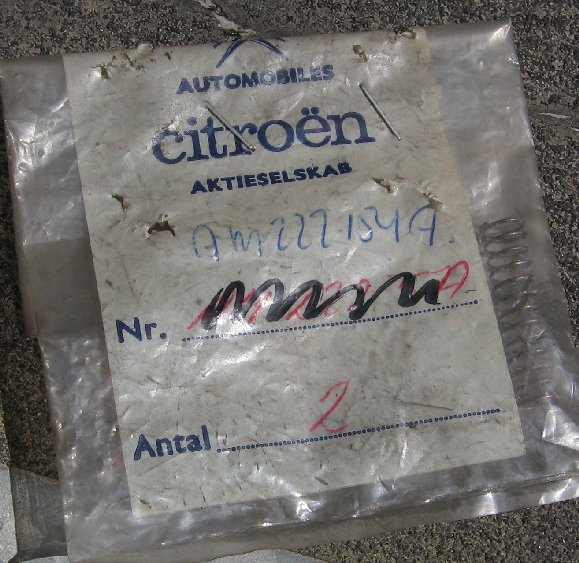 AUTOMOBILES
citroën
AKTIESELSKAB
AM 222.154 A.
Nr.
Antal 2